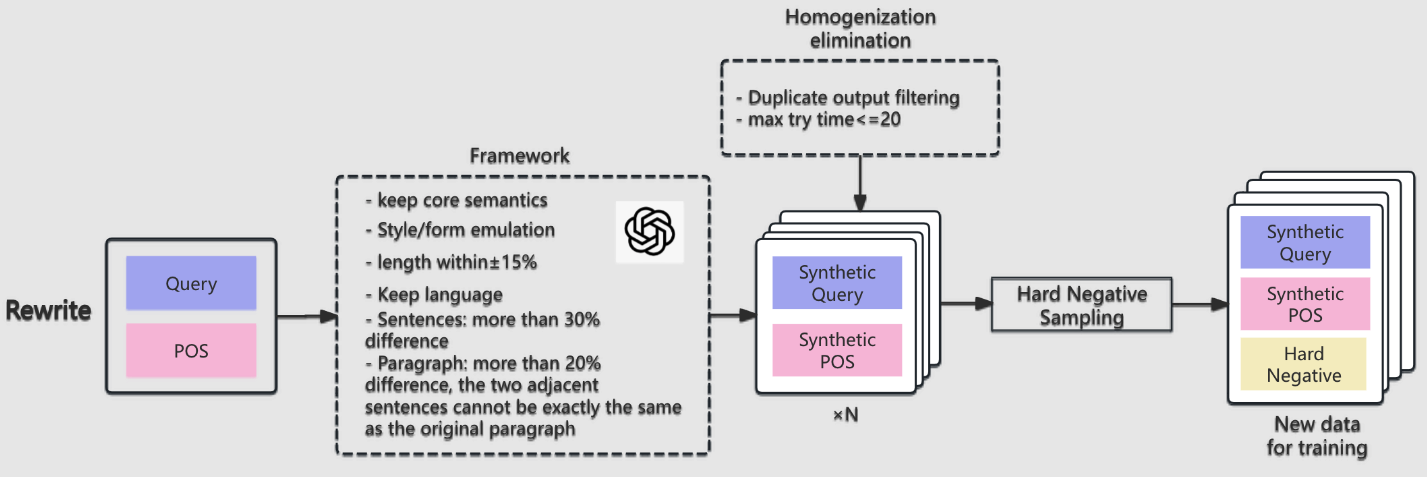 Homogenization
elimination
- Duplicate output filtering
- max try time<=20
Framework
- keep core semantics
- Style/form emulation
- length within±15%
- Keep language
- Sentences: more than 30%
difference
- Paragraph: more than 20%
difference, the two adjacent
sentences cannot be exactly the same
as the original paragraph
Rewrite
Query
POS
Synthetic
Query
Synthetic
POS
×N
Hard Negative
Sampling
Synthetic
Query
Synthetic
POS
Hard
Negative
New data
for training